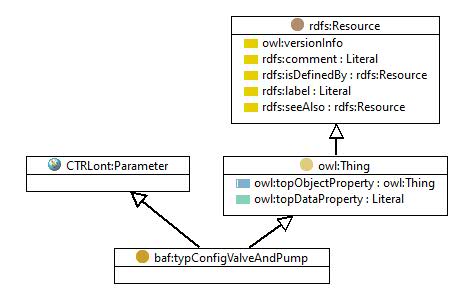 rdfs:Resource
owl:versionInfo
rdfs:comment : Literal
rdfs:isDefinedBy : rdfs:Resource
rdfs:label : Literal
rdfs:seeAlso : rdfs:Resource
CTRLont:Parameter
owl:Thing
owl:topObjectProperty : owl:Thing
owl:topDataProperty : Literal
baf:typConfigValveAndPump